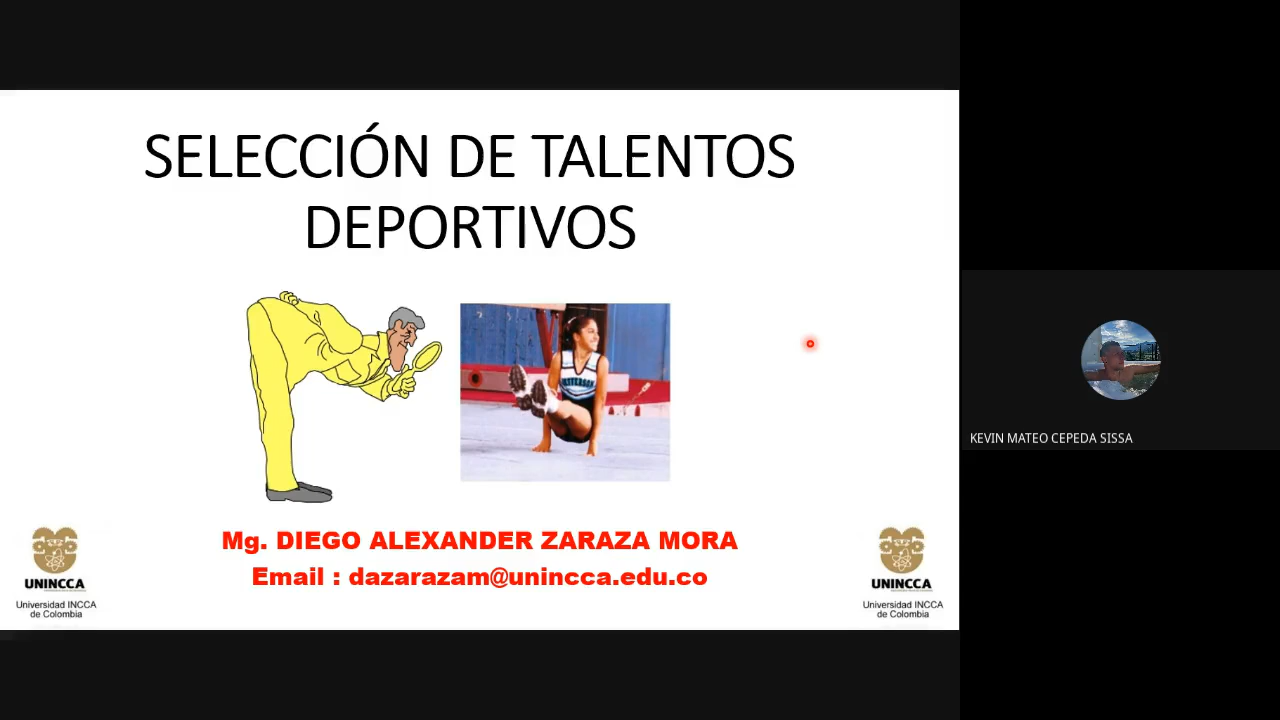 SELECCIÓN DE TALENTOS
DEPORTIVOS
Mg. DIEGO ALEXANDER ZARAZA MORA
Email : dazarazam@unincca.edu.co
UNINCCA
Universidad INCCA
de Colombia
UNINCCA
Universidad INCCA
de Colombia
KEVIN MATEO CEPEDA SISSA